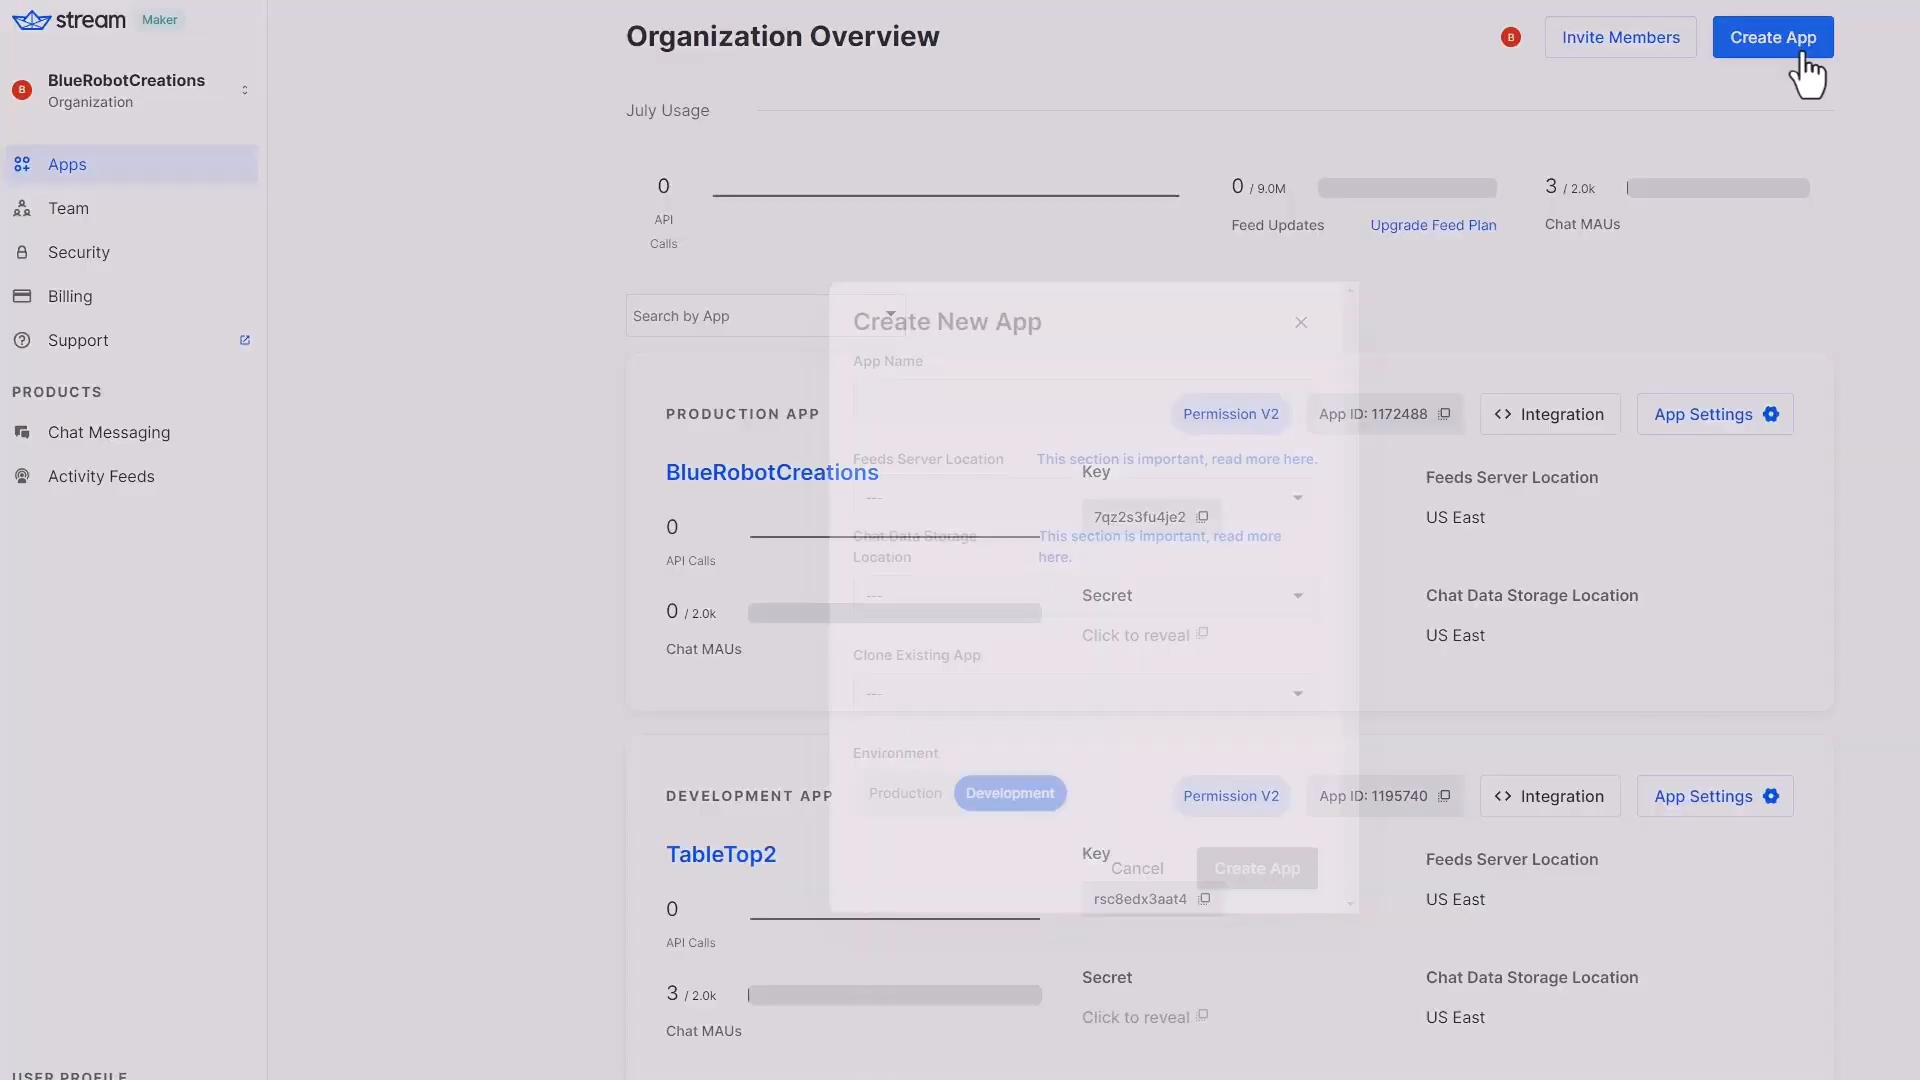 stream Maker
BlueRobotCreations
Organization
B
Apps
Team
Security
Billing
Support
PRODUCTS
Chat Messaging
Activity Feeds
USER PROFILE
Organization Overview
B
Invite Members
Create App
July Usage
0
API
Calls
0 / 9.0M
Feed Updates
Upgrade Feed Plan
3 / 2.0k
Chat MAUs
Search by App
Create New App
App Name
Feeds Server Location
This section is important, read more here.
---
Chat Data Storage
Location
This section is important, read more
here.
---
Clone Existing App
---
Environment
Production
Development
Cancel
Create App
PRODUCTION APP
Permission V2
App ID: 1172488
<> Integration
App Settings
BlueRobotCreations
0
API Calls
0 / 2.0k
Chat MAUs
Key
7qz2s3fu4je2
Secret
Click to reveal
Feeds Server Location
US East
Chat Data Storage Location
US East
DEVELOPMENT APP
Permission V2
App ID: 1195740
<> Integration
App Settings
TableTop2
0
API Calls
3 / 2.0k
Chat MAUs
Key
rsc8edx3aat4
Secret
Click to reveal
Feeds Server Location
US East
Chat Data Storage Location
US East